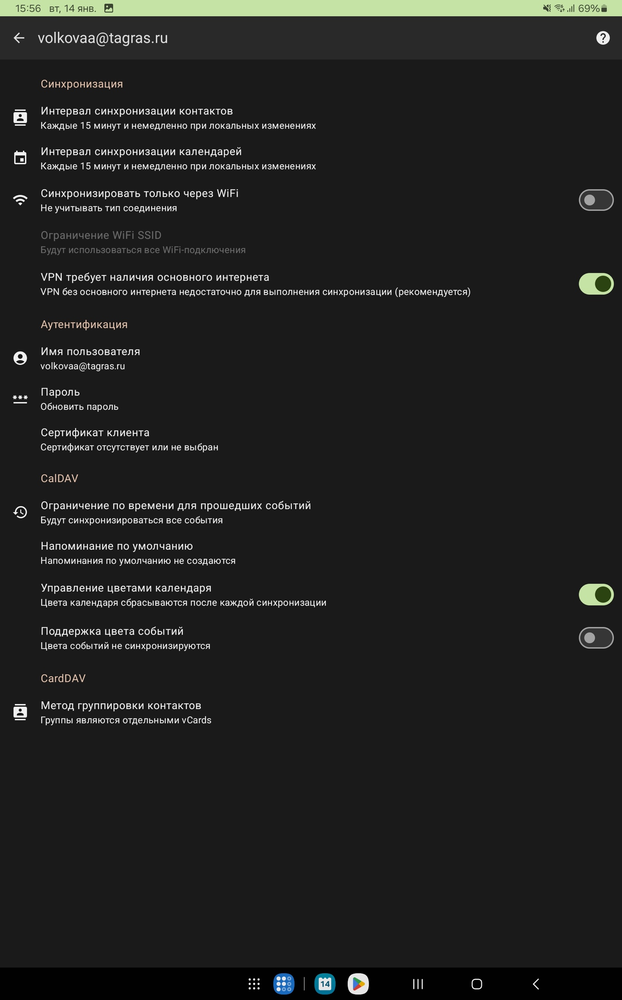 15:56 вт, 14 янв. 69%
volkovaa@tagras.ru
Синхронизация
Интервал синхронизации контактов
Каждые 15 минут и немедленно при локальных изменениях
Интервал синхронизации календарей
Каждые 15 минут и немедленно при локальных изменениях
Синхронизировать только через WiFi
Не учитывать тип соединения
Ограничение WiFi SSID
Будут использоваться все WiFi-подключения
VPN требует наличия основного интернета
VPN без основного интернета недостаточно для выполнения синхронизации (рекомендуется)
Аутентификация
Имя пользователя
volkovaa@tagras.ru
Пароль
Обновить пароль
Сертификат клиента
Сертификат отсутствует или не выбран
CalDAV
Ограничение по времени для прошедших событий
Будут синхронизироваться все события
Напоминание по умолчанию
Напоминания по умолчанию не создаются
Управление цветами календаря
Цвета календаря сбрасываются после каждой синхронизации
Поддержка цвета событий
Цвета событий не синхронизируются
CardDAV
Метод группировки контактов
Группы являются отдельными vCards
14